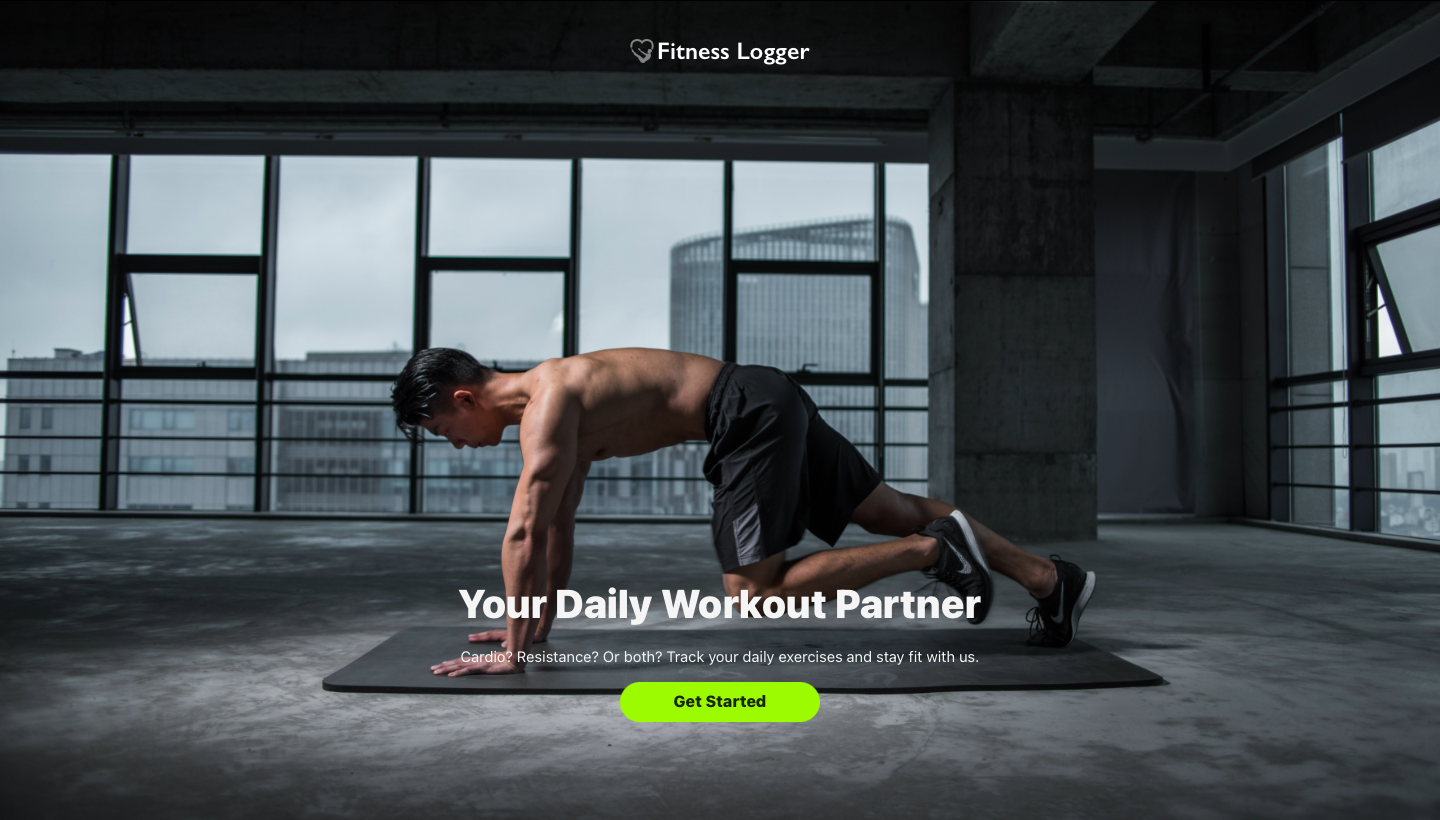 Fitness Logger
Your Daily Workout Partner
Cardio? Resistance? Or both? Track your daily exercises and stay fit with us.
Get Started